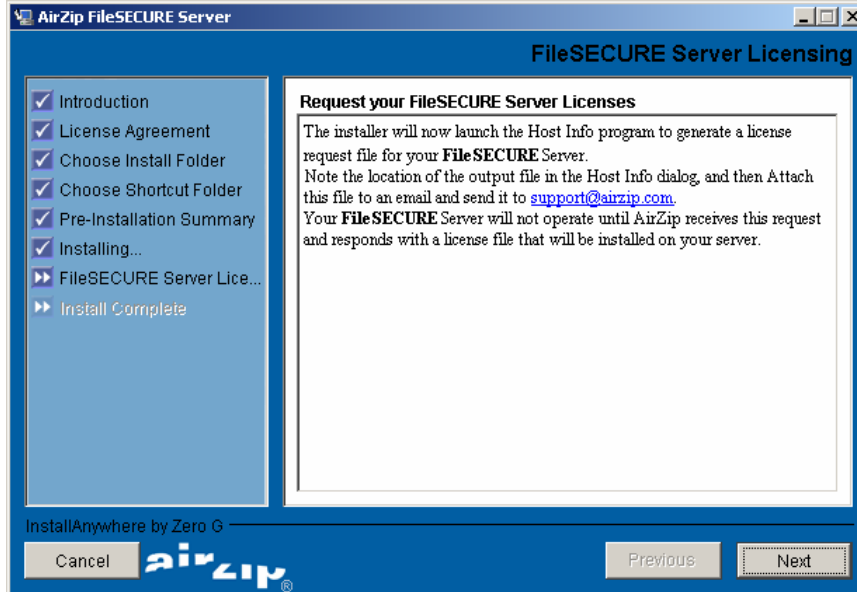 AirZip FileSECURE Server
FileSECURE Server Licensing
Introduction
License Agreement
Choose Install Folder
Choose Shortcut Folder
Pre-Installation Summary
Installing...
FileSECURE Server Lice...
Install Complete
Request your FileSECURE Server Licenses
The installer will now launch the Host Info program to generate a license
request file for your FileSECURE Server.
Note the location of the output file in the Host Info dialog, and then Attach
this file to an email and send it to support@airzip.com.
Your FileSECURE Server will not operate until AirZip receives this request
and responds with a license file that will be installed on your server.
InstallAnywhere by Zero G
Cancel
airzip®
Previous
Next